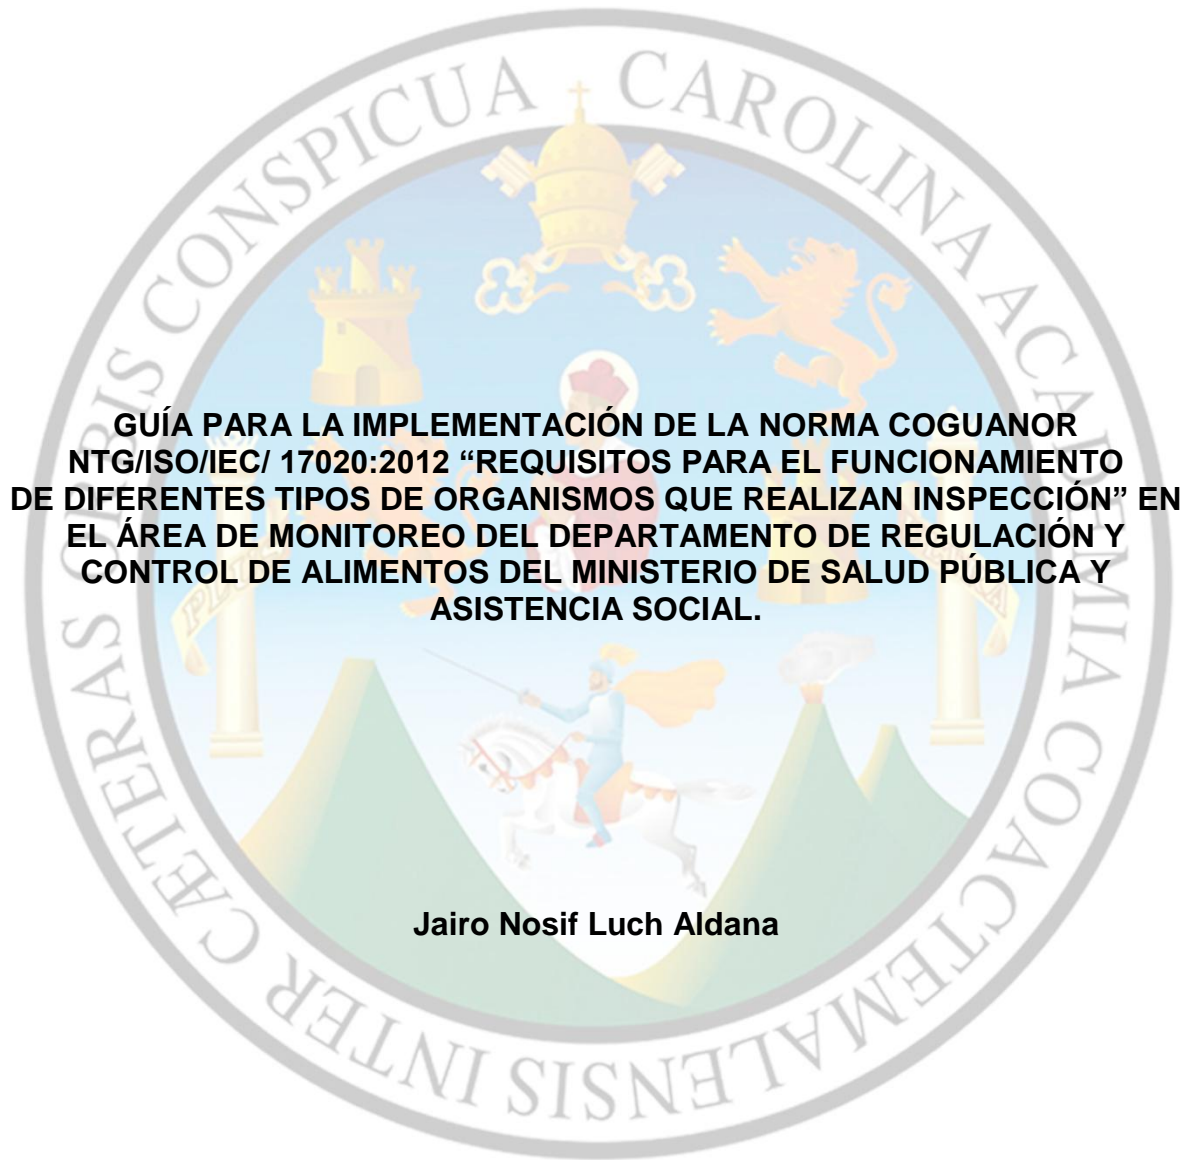 CAROLINA ACADEMIA COACTEMALENSIS INTER CÆTERAS ORBIS CONSPICUA
GUÍA PARA LA IMPLEMENTACIÓN DE LA NORMA COGUANOR
NTG/ISO/IEC/ 17020:2012 “REQUISITOS PARA EL FUNCIONAMIENTO
DE DIFERENTES TIPOS DE ORGANISMOS QUE REALIZAN INSPECCIÓN” EN
EL ÁREA DE MONITOREO DEL DEPARTAMENTO DE REGULACIÓN Y
CONTROL DE ALIMENTOS DEL MINISTERIO DE SALUD PÚBLICA Y
ASISTENCIA SOCIAL.
Jairo Nosif Luch Aldana